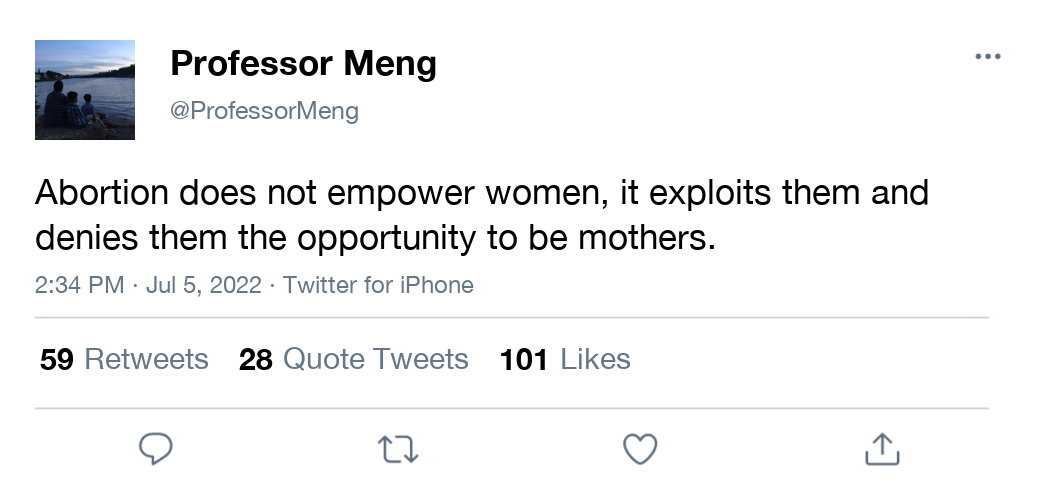 Professor Meng
@ProfessorMeng
Abortion does not empower women, it exploits them and
denies them the opportunity to be mothers.
2:34 PM · Jul 5, 2022 · Twitter for iPhone
59 Retweets 28 Quote Tweets 101 Likes